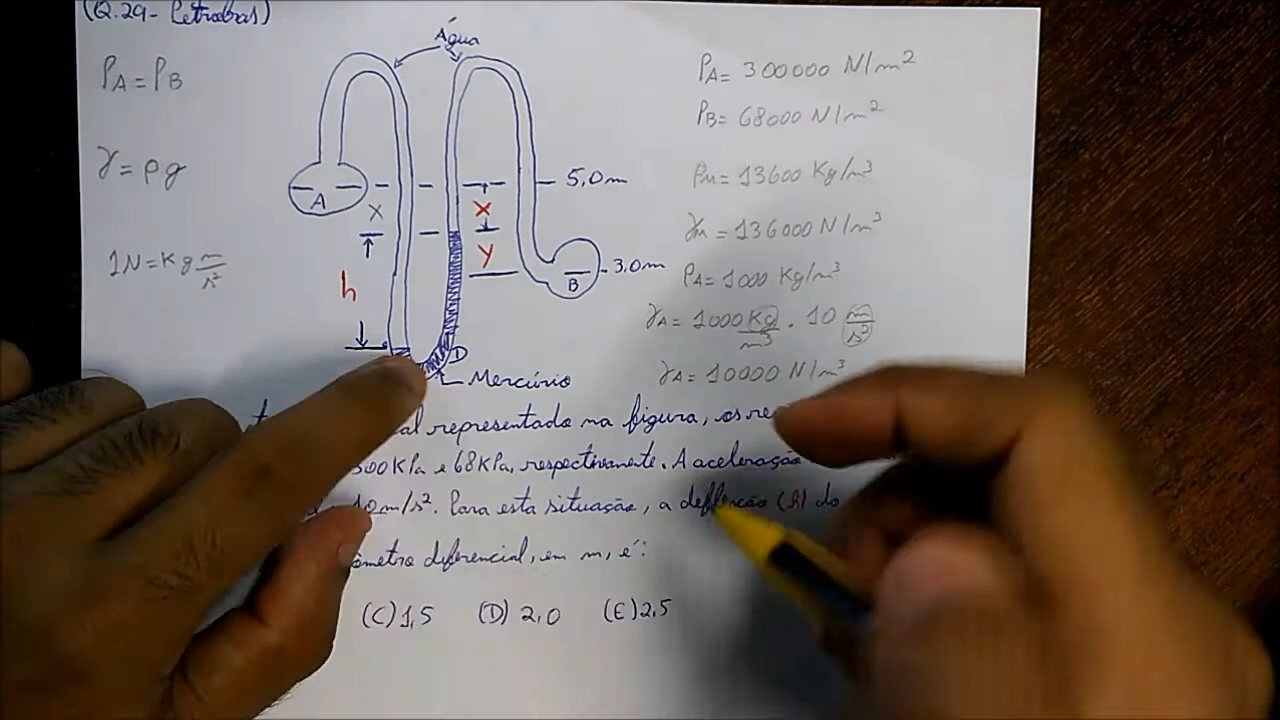 (Q.29 - Petrobras)
PA = PB
γ = ρg
1N = Kg m/s²
Água
A
X
h
X
y
5,0m
B
3,0m
D
Mercúrio
PA = 300000 N/m²
PB = 68000 N/m²
ρM = 13600 Kg/m³
γM = 136000 N/m³
ρA = 1000 Kg/m³
γA = 1000 Kg/m³ . 10 m/s²
γA = 10000 N/m³
representado na figura, os
300KPa e 68KPa, respectivamente. A aceleração
10m/s². Para esta situação, a deflexão (h) do
diferencial, em m, é:
(C) 1,5 (D) 2,0 (E) 2,5